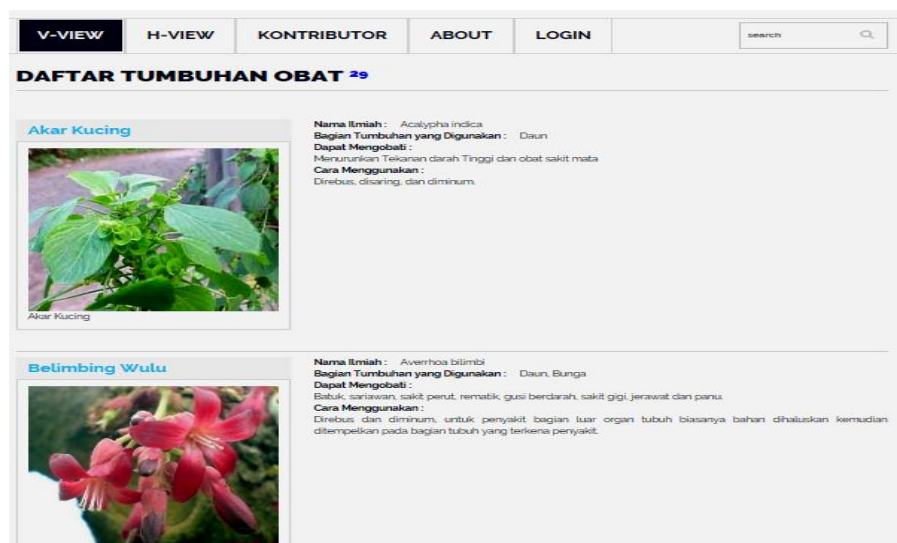 V-VIEW H-VIEW KONTRIBUTOR ABOUT LOGIN search
DAFTAR TUMBUHAN OBAT 29
Akar Kucing
Nama Ilmiah : Acalypha indica
Bagian Tumbuhan yang Digunakan : Daun
Dapat Mengobati :
Menurunkan Tekanan darah Tinggi dan obat sakit mata
Cara Menggunakan :
Direbus, disaring, dan diminum.
Akar Kucing
Belimbing Wulu
Nama Ilmiah : Averrhoa bilimbi
Bagian Tumbuhan yang Digunakan : Daun, Bunga
Dapat Mengobati :
Batuk, sariawan, sakit perut, rematik, gusi berdarah, sakit gigi, jerawat dan panu.
Cara Menggunakan :
Direbus dan diminum, untuk penyakit bagian luar organ tubuh biasanya bahan dihaluskan kemudian
ditempelkan pada bagian tubuh yang terkena penyakit.